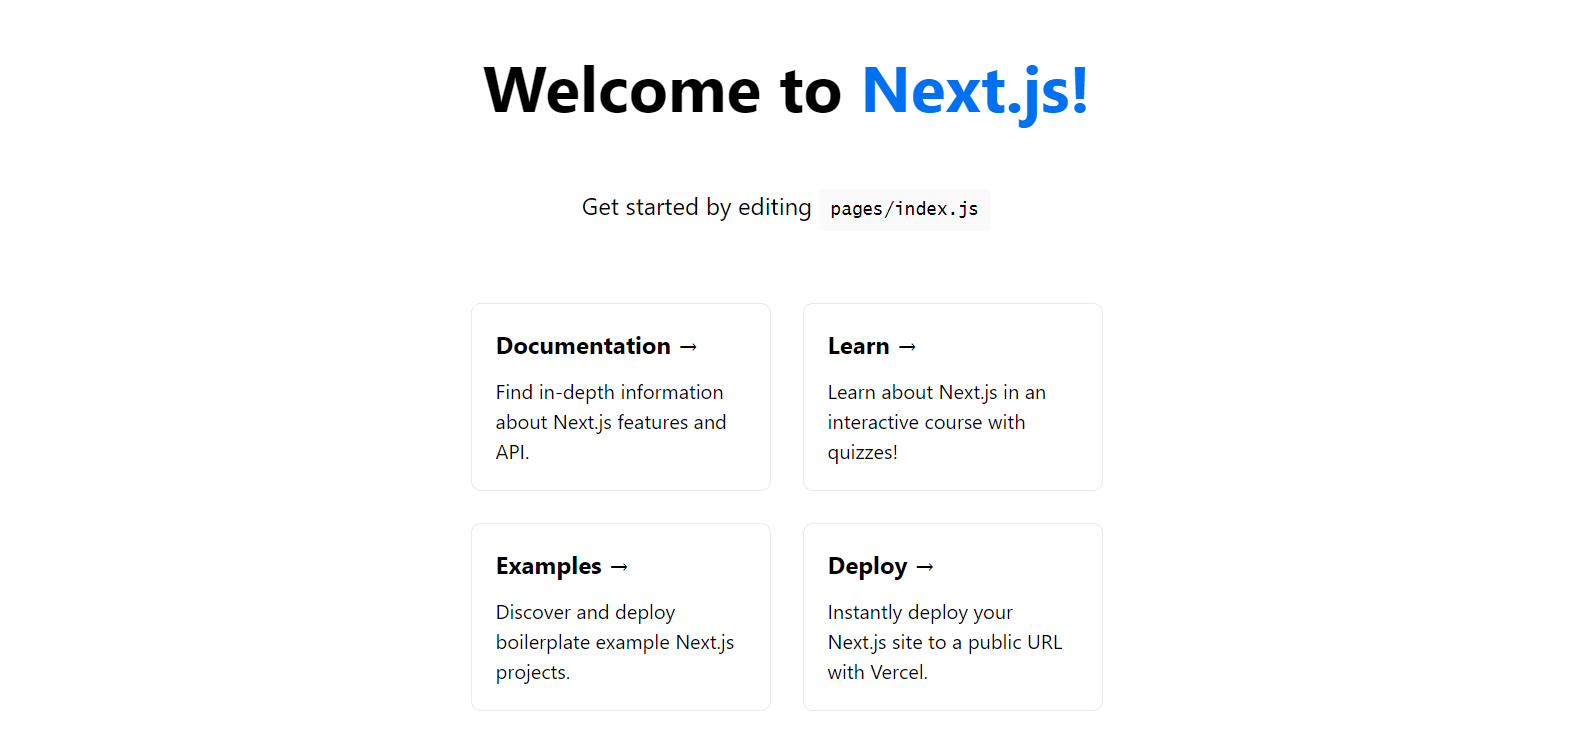 Welcome to Next.js!
Get started by editing pages/index.js
Documentation →
Find in-depth information
about Next.js features and
API.
Learn →
Learn about Next.js in an
interactive course with
quizzes!
Examples →
Discover and deploy
boilerplate example Next.js
projects.
Deploy →
Instantly deploy your
Next.js site to a public URL
with Vercel.